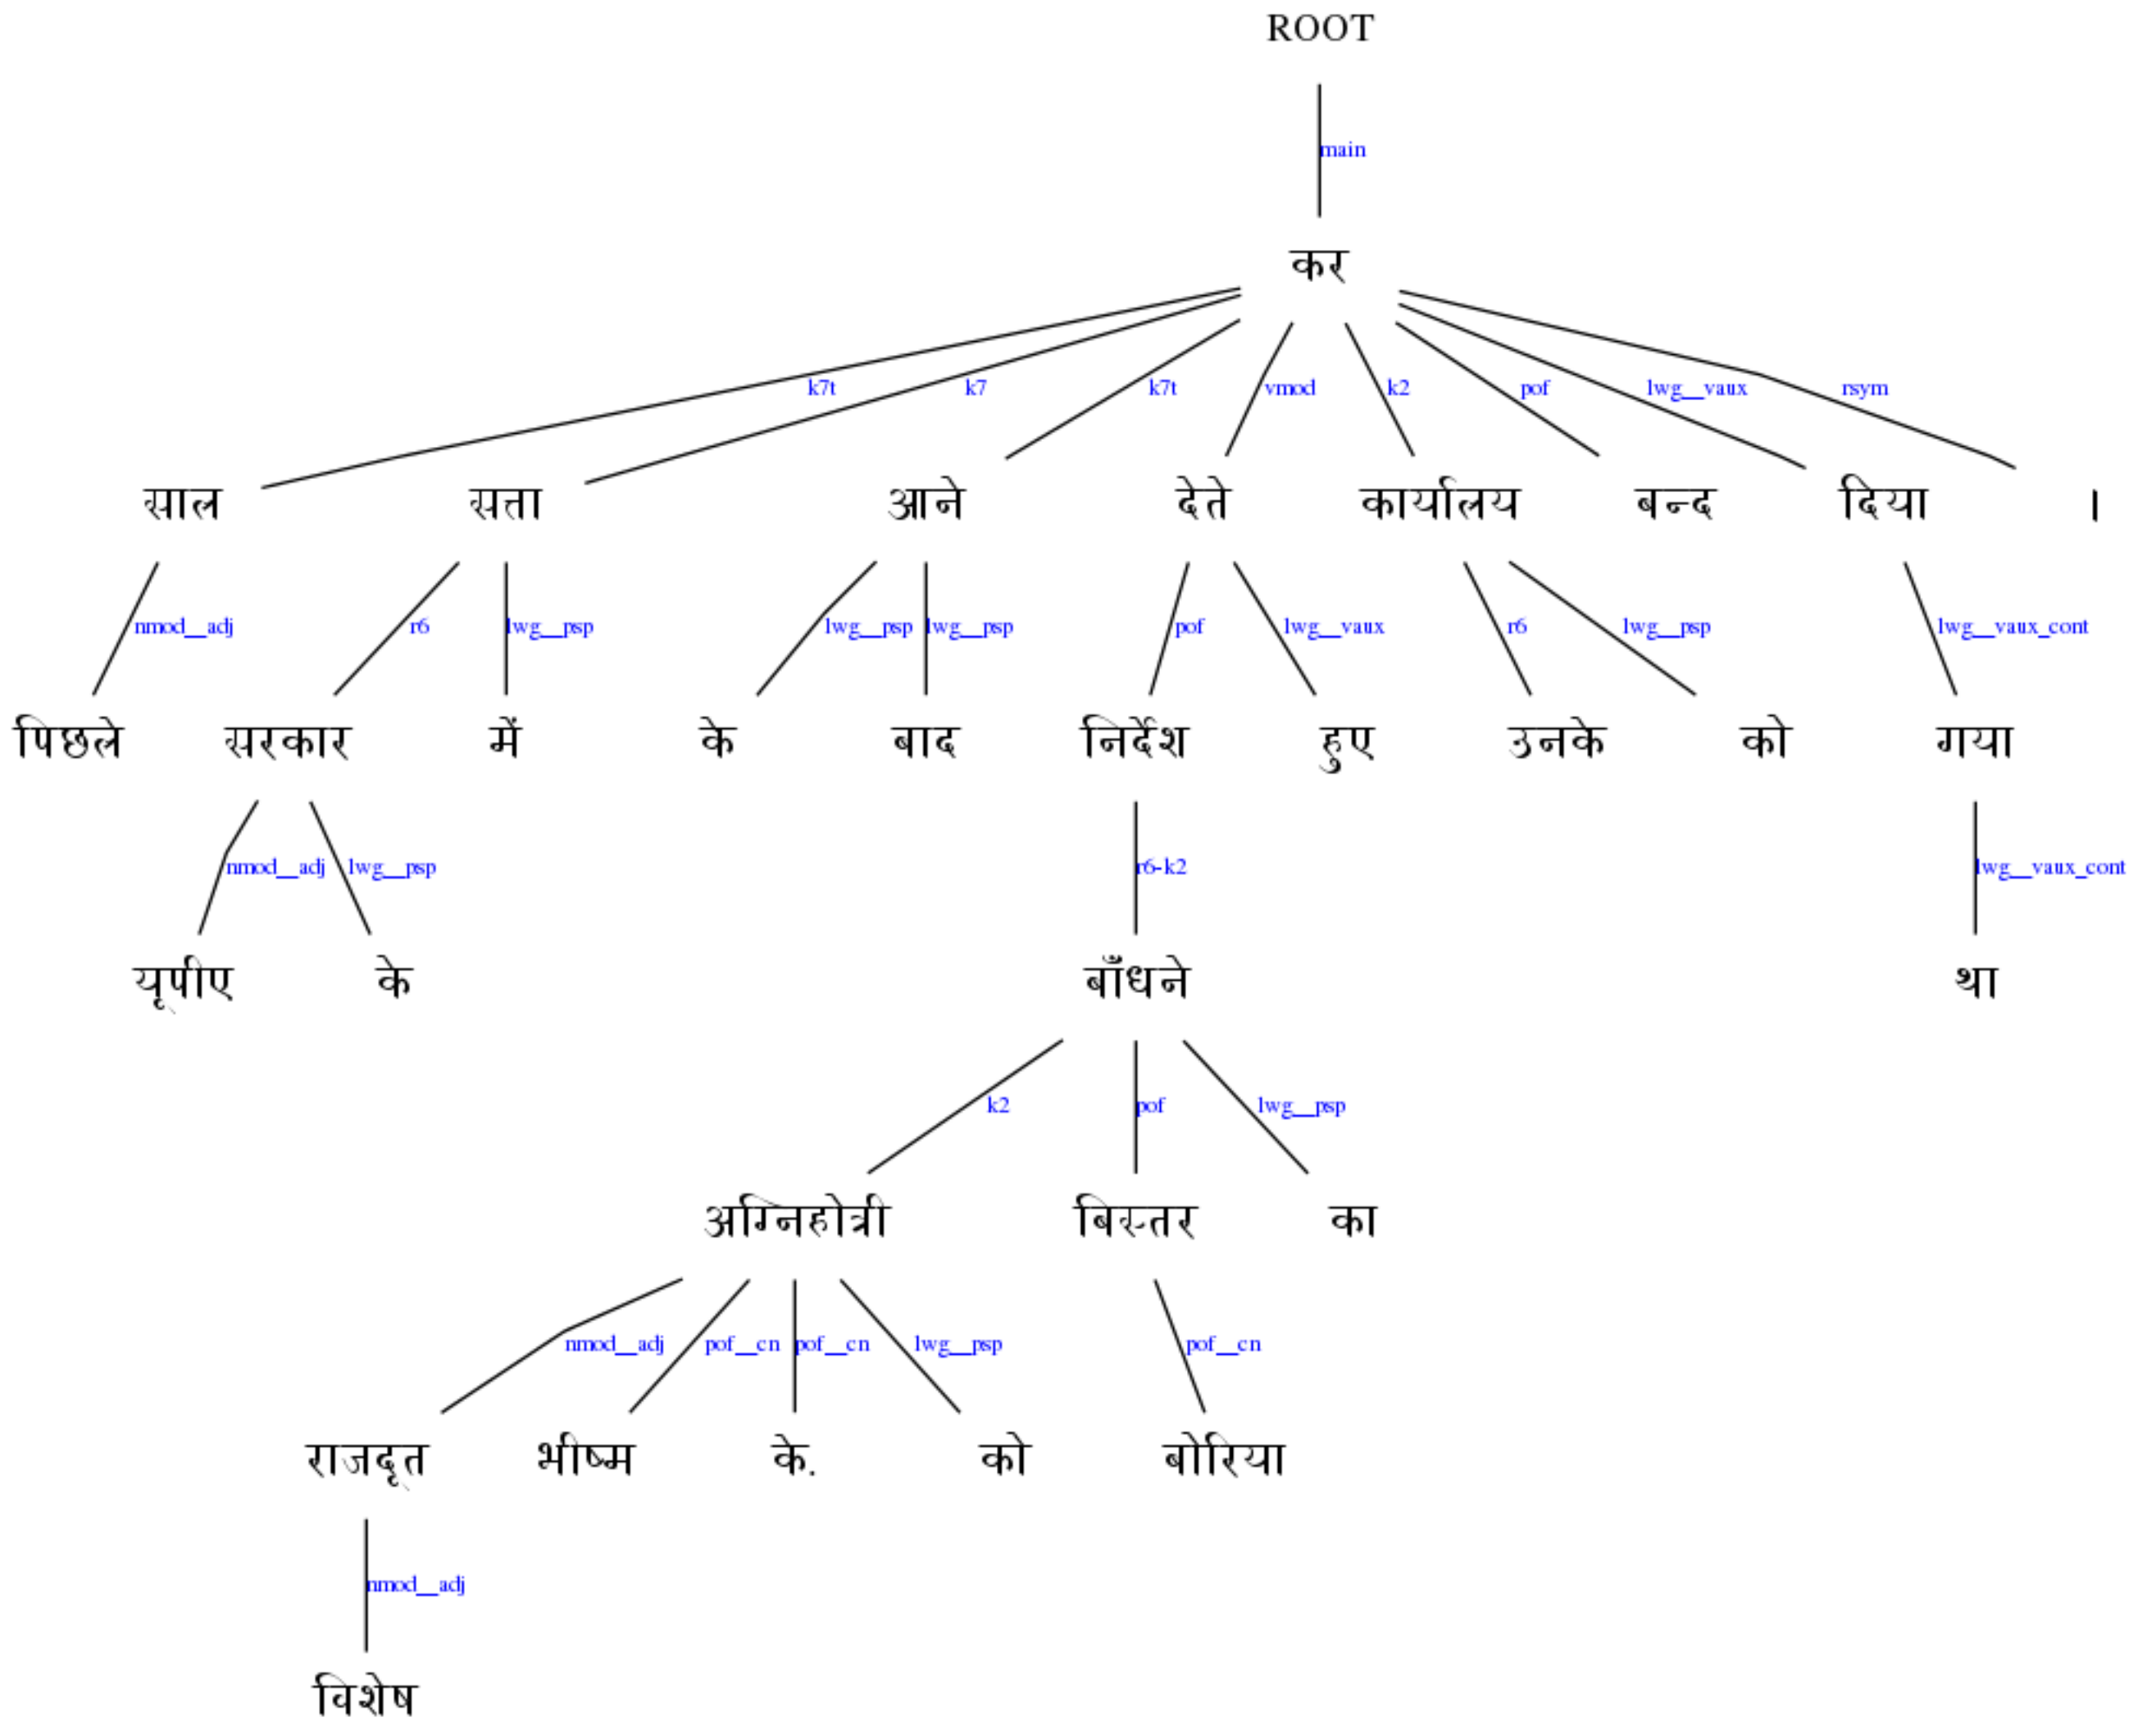 ROOT
main
कर
k7t k7 k7t vmod k2 pof lwg__vaux rsym
साल सत्ता आने देते कार्यालय बन्द दिया ।
nmod__adj r6 lwg__psp lwg__psp lwg__psp pof lwg__vaux r6 lwg__psp lwg__vaux_cont
पिछले सरकार में के बाद निर्देश हुए उनके को गया
nmod__adj lwg__psp r6-k2 lwg__vaux_cont
यूपीए के बाँधने था
k2 pof lwg__psp
अग्निहोत्री बिस्तर का
nmod__adj pof__cn pof__cn lwg__psp pof__cn
राजदूत भीष्म के. को बोरिया
nmod__adj
विशेष